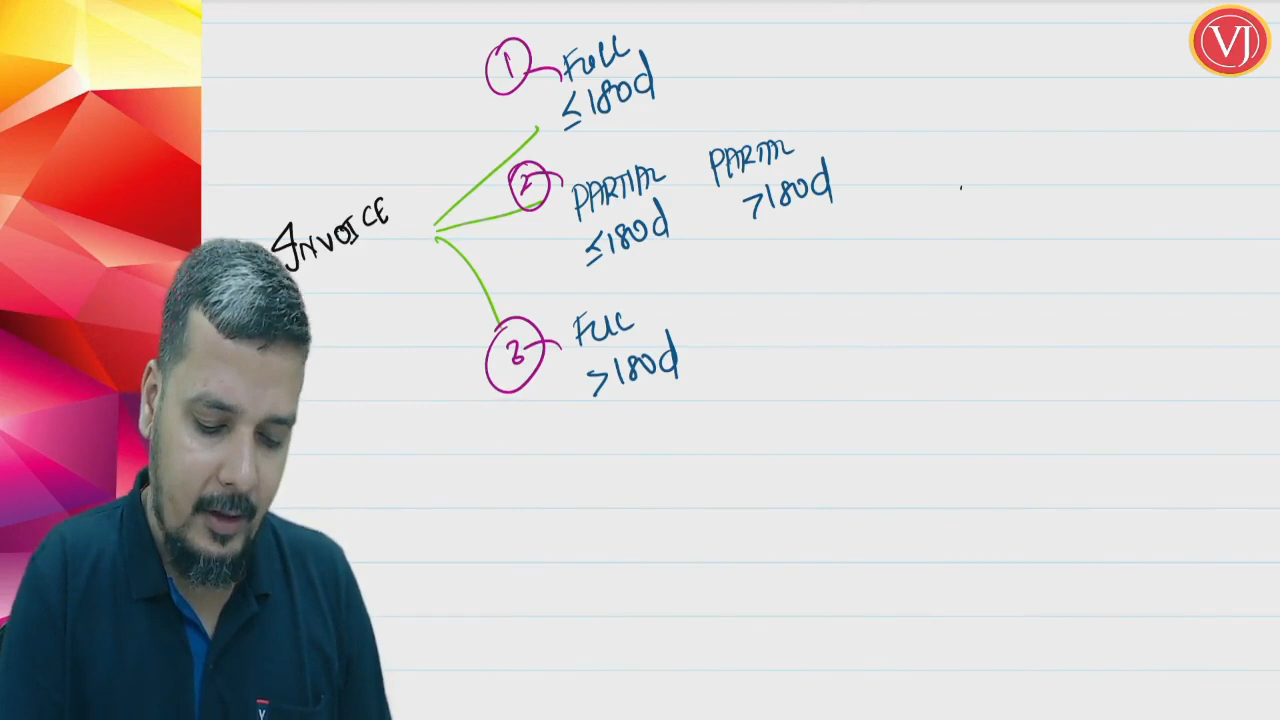 VJ
1 FULL
≤180d
INVOICE
2 PARTIAL PARTIAL
≤180d >180d
3 FULL
>180d